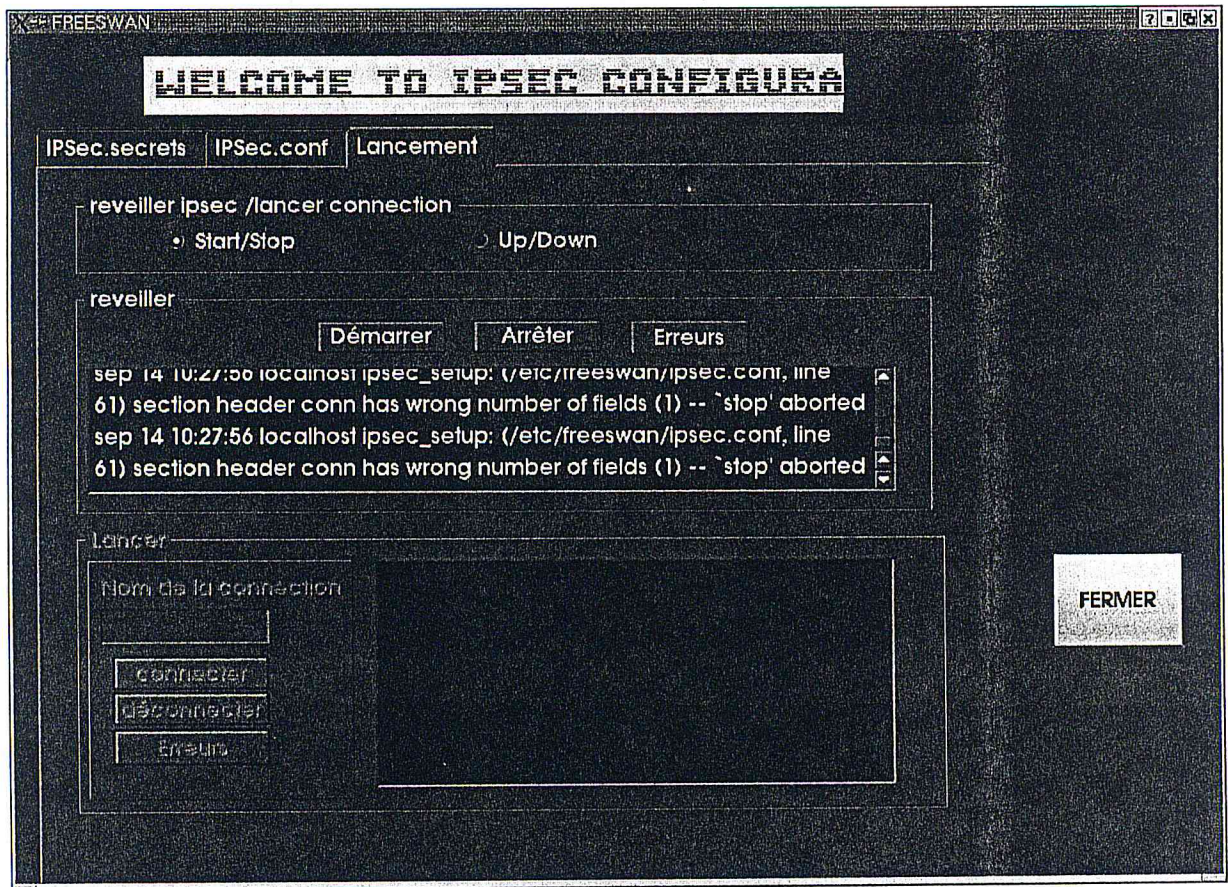 FREESWAN
WELCOME TO IPSEC CONFIGURA
IPSec.secrets IPSec.conf Lancement
reveiller ipsec /lancer connection
Start/Stop Up/Down
reveiller
Démarrer Arrêter Erreurs
sep 14 10:27:56 localhost ipsec_setup: (/etc/freeswan/ipsec.conf, line
61) section header conn has wrong number of fields (1) -- `stop' aborted
sep 14 10:27:56 localhost ipsec_setup: (/etc/freeswan/ipsec.conf, line
61) section header conn has wrong number of fields (1) -- `stop' aborted
Lancer
Nom de la connection
connecter
déconnecter
Erreurs
FERMER